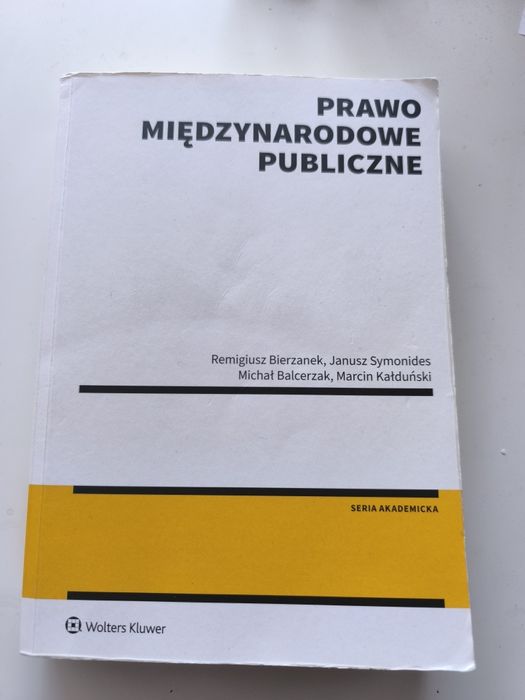 PRAWO
MIĘDZYNARODOWE
PUBLICZNE
Remigiusz Bierzanek, Janusz Symonides
Michał Balcerzak, Marcin Kałduński
SERIA AKADEMICKA
Wolters Kluwer